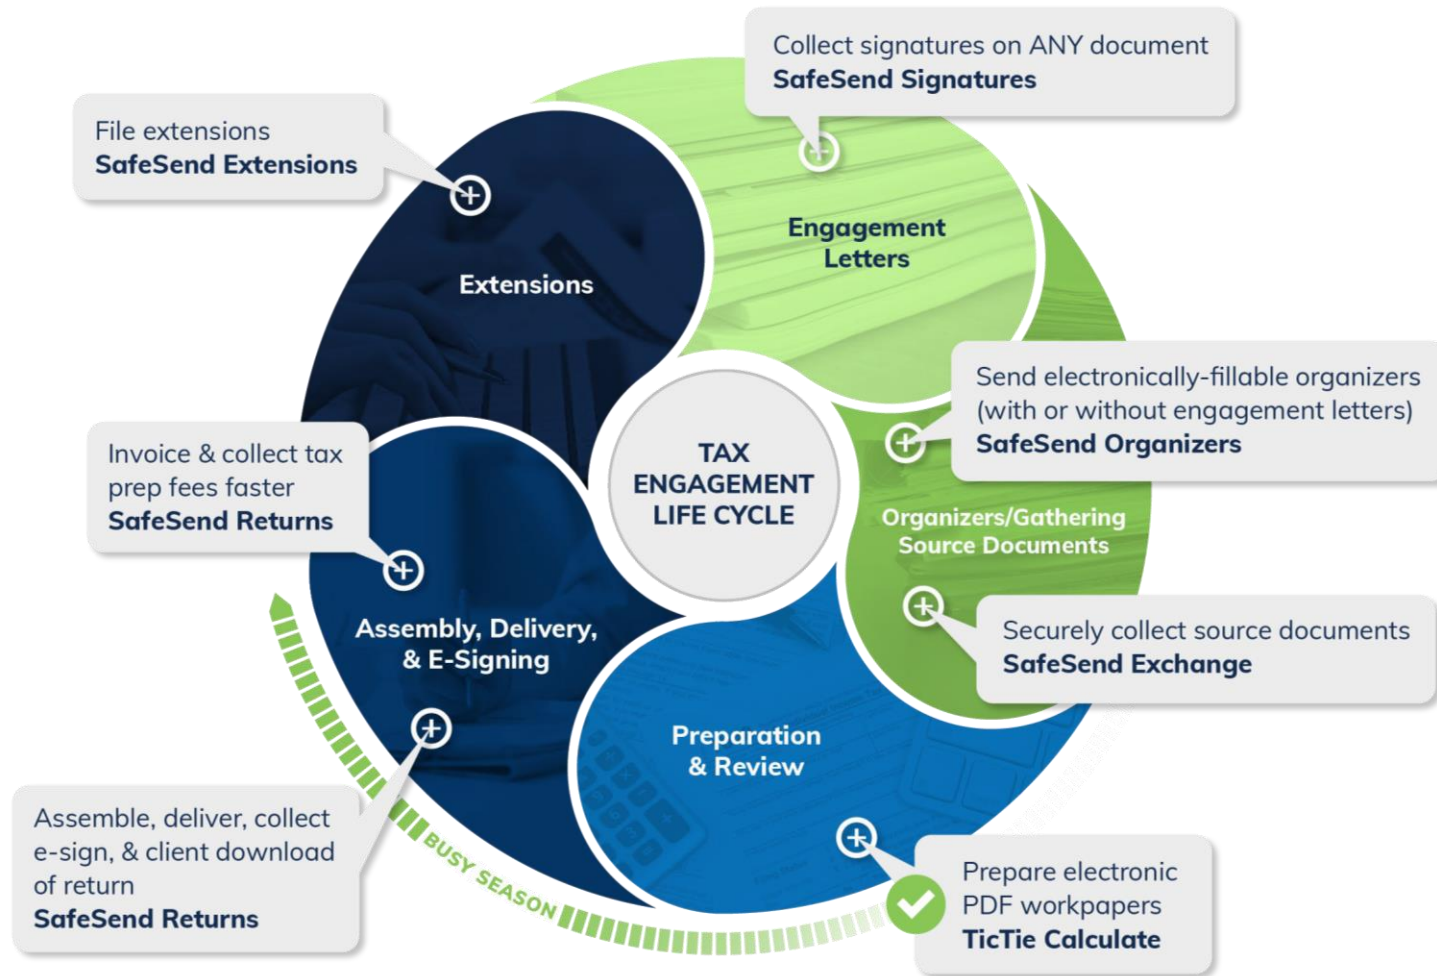 Collect signatures on ANY document
SafeSend Signatures
File extensions
SafeSend Extensions
Engagement
Letters
Extensions
Send electronically-fillable organizers
(with or without engagement letters)
SafeSend Organizers
Invoice & collect tax
prep fees faster
SafeSend Returns
TAX
ENGAGEMENT
LIFE CYCLE
Organizers/Gathering
Source Documents
Assembly, Delivery,
& E-Signing
Securely collect source documents
SafeSend Exchange
Preparation
& Review
Assemble, deliver, collect
e-sign, & client download
of return
SafeSend Returns
BUSY SEASON
Prepare electronic
PDF workpapers
TicTie Calculate